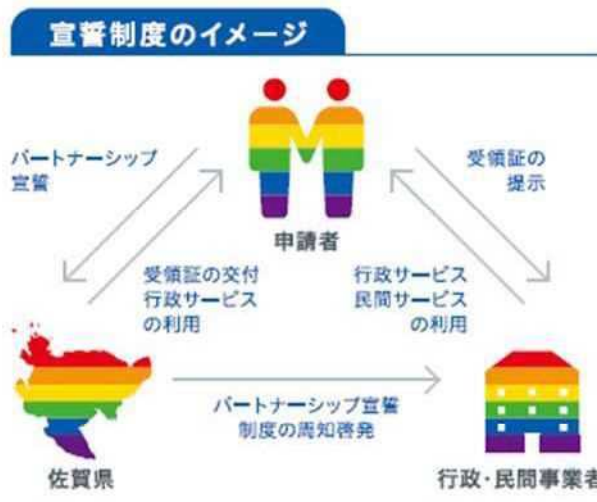 宣誓制度のイメージ
パートナーシップ
宣誓
受領証の
提示
申請者
受領証の交付
行政サービス
の利用
行政サービス
民間サービス
の利用
パートナーシップ宣誓
制度の周知啓発
佐賀県
行政・民間事業者